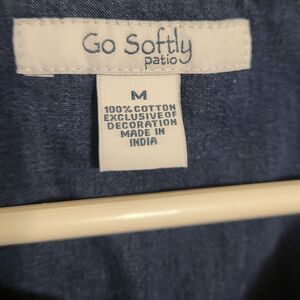 Go Softly
patio
M
100% COTTON
EXCLUSIVE OF
DECORATION
MADE IN
INDIA